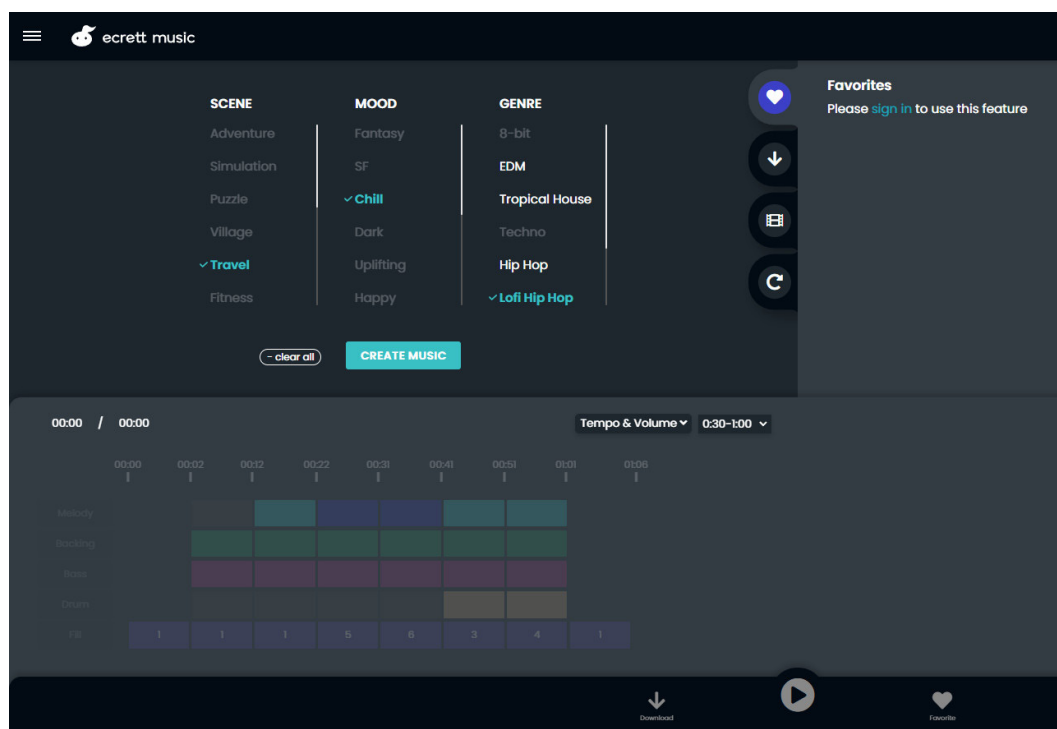 ecrett music
SCENE
Adventure
Simulation
Puzzle
Village
Travel
Fitness
MOOD
Fantasy
SF
Chill
Dark
Uplifting
Happy
GENRE
8-bit
EDM
Tropical House
Techno
Hip Hop
Lofi Hip Hop
- clear all
CREATE MUSIC
Favorites
Please sign in to use this feature
00:00 / 00:00
Tempo & Volume
0:30-1:00
00:00 00:02 00:12 00:22 00:31 00:41 00:51 01:01 01:06
Melody
Backing
Bass
Drum
Fill 1 1 1 5 6 3 4 1
Download
Favorite